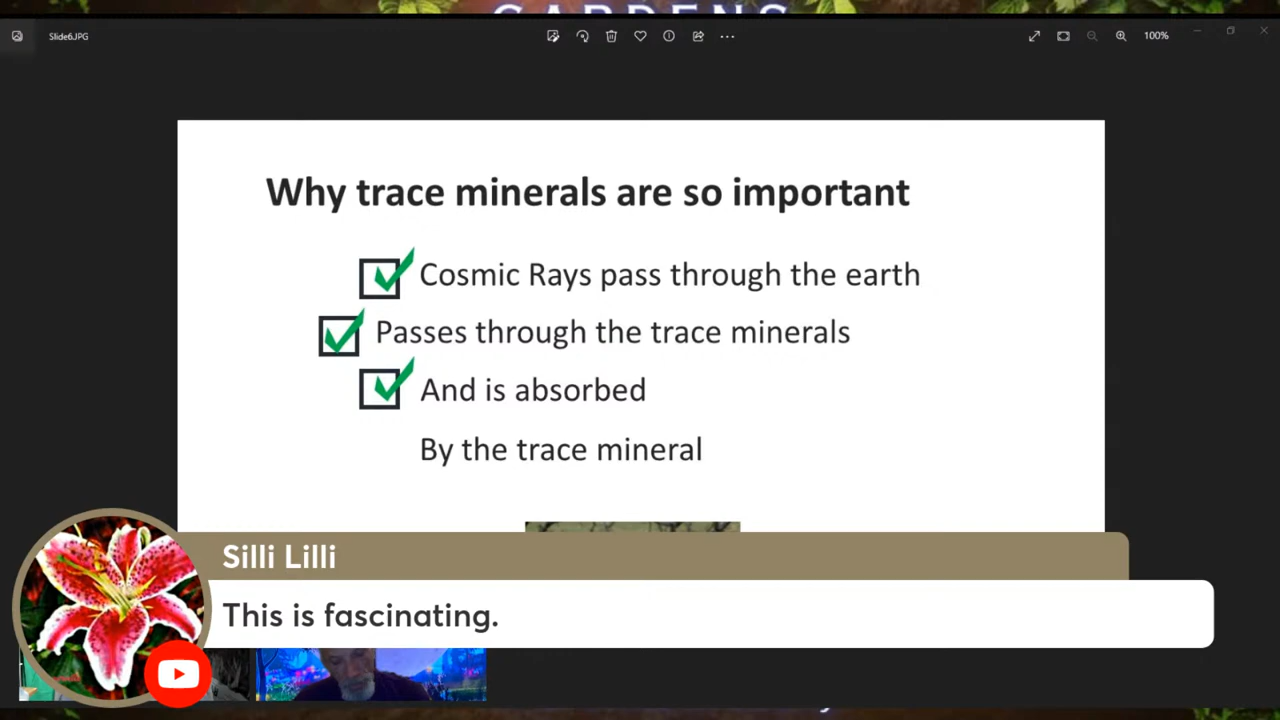 GARDENS
Slide6.JPG
100%
Why trace minerals are so important
Cosmic Rays pass through the earth
Passes through the trace minerals
And is absorbed
By the trace mineral
Silli Lilli
This is fascinating.